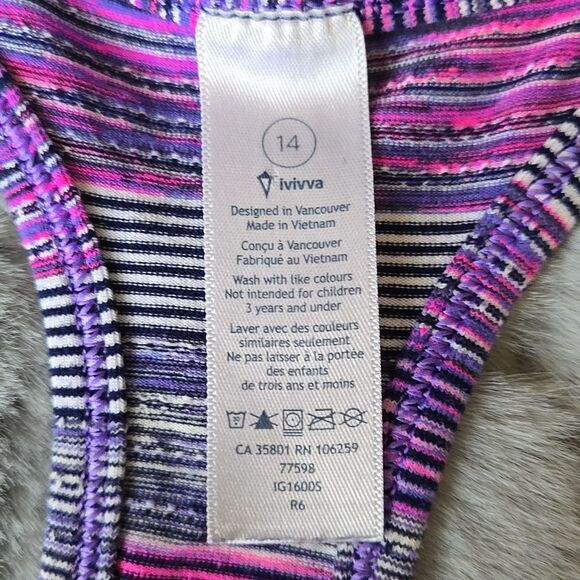 14
ivivva
Designed in Vancouver
Made in Vietnam
Conçu à Vancouver
Fabriqué au Vietnam
Wash with like colours
Not intended for children
3 years and under
Laver avec des couleurs
similaires seulement
Ne pas laisser à la portée
des enfants
de trois ans et moins
CA 35801 RN 106259
77598
IG1600S
R6